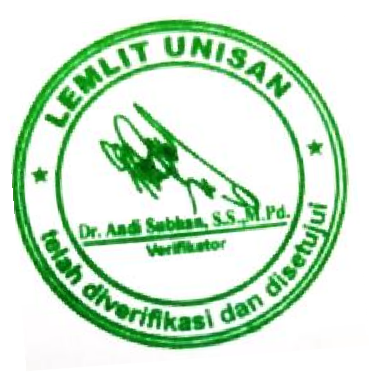 LEMLIT UNISAN
Dr. Andi Subhan, S.S.,M.Pd.
Verifikator
telah diverifikasi dan disetujui